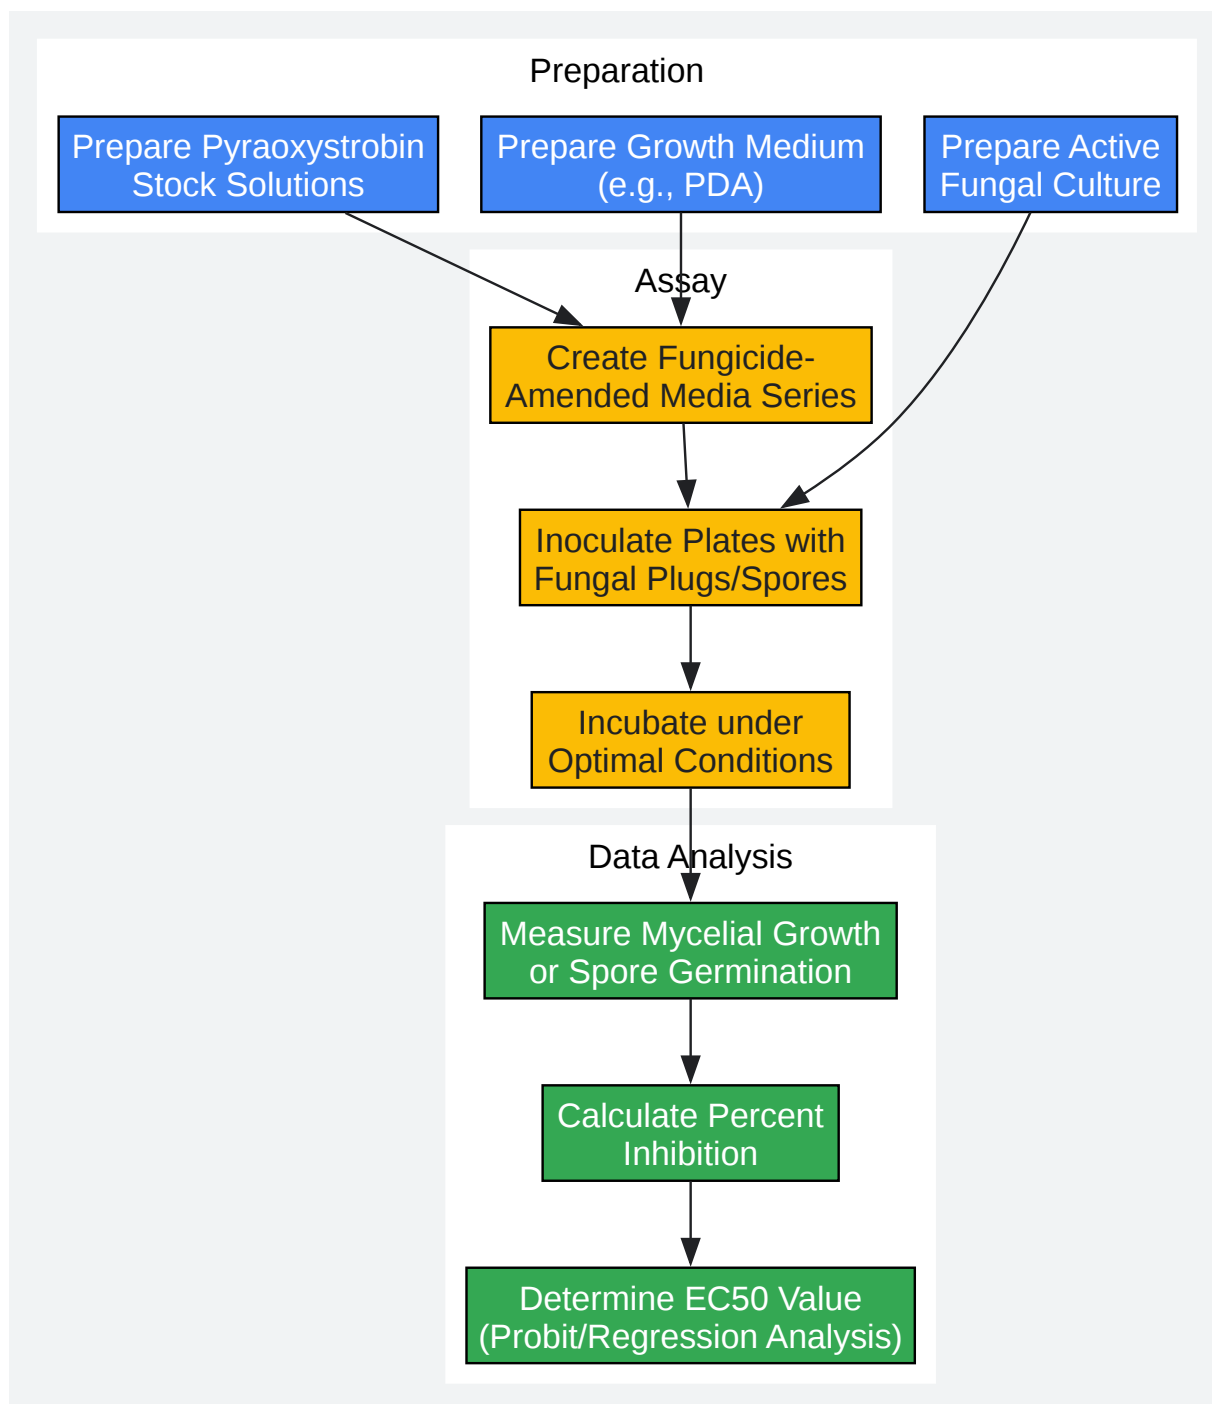 Preparation
Prepare Pyraoxystrobin
Stock Solutions
Prepare Growth Medium
(e.g., PDA)
Prepare Active
Fungal Culture
Assay
Create Fungicide-
Amended Media Series
Inoculate Plates with
Fungal Plugs/Spores
Incubate under
Optimal Conditions
Data Analysis
Measure Mycelial Growth
or Spore Germination
Calculate Percent
Inhibition
Determine EC50 Value
(Probit/Regression Analysis)